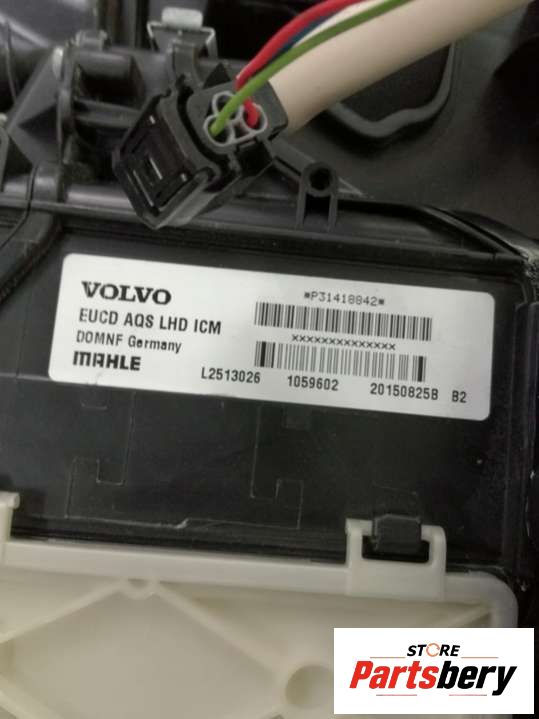 VOLVO
*P31418842*
EUCD AQS LHD ICM
DOMNF Germany
XXXXXXXXXXXXXXX
MAHLE
L2513026 1059602 20150825B B2
STORE
Partsbery